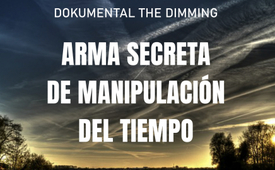 DOKUMENTAL THE DIMMING
ARMA SECRETA
DE MANIPULACIÓN
DEL TIEMPO